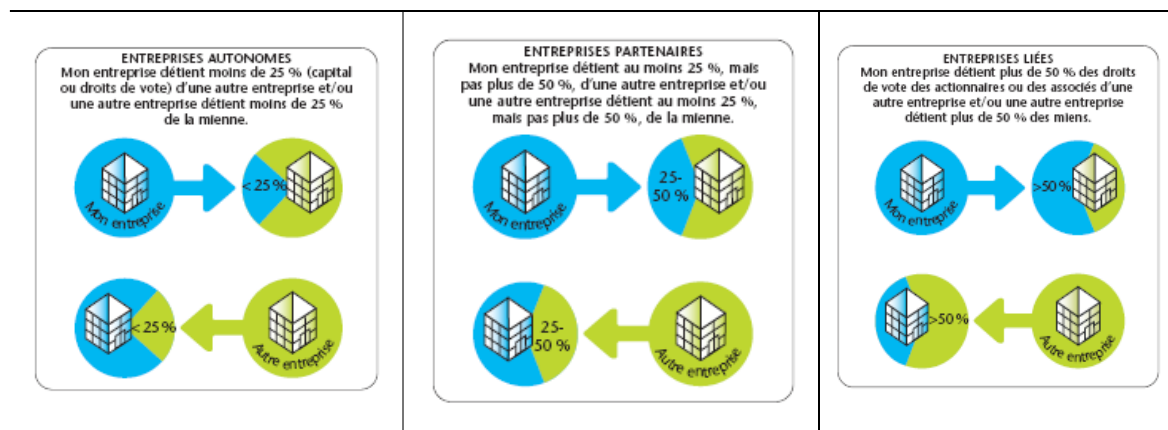 ENTREPRISES AUTONOMES
Mon entreprise détient moins de 25 % (capital
ou droits de vote) d'une autre entreprise et/ou
une autre entreprise détient moins de 25 %
de la mienne.
Mon entreprise
< 25 %
< 25 %
Autre entreprise
ENTREPRISES PARTENAIRES
Mon entreprise détient au moins 25 %, mais
pas plus de 50 %, d'une autre entreprise et/ou
une autre entreprise détient au moins 25 %,
mais pas plus de 50 %, de la mienne.
Mon entreprise
25-
50 %
25-
50 %
Autre entreprise
ENTREPRISES LIÉES
Mon entreprise détient plus de 50 % des droits
de vote des actionnaires ou des associés d'une
autre entreprise et/ou une autre entreprise
détient plus de 50 % des miens.
Mon entreprise
>50 %
>50 %
Autre entreprise